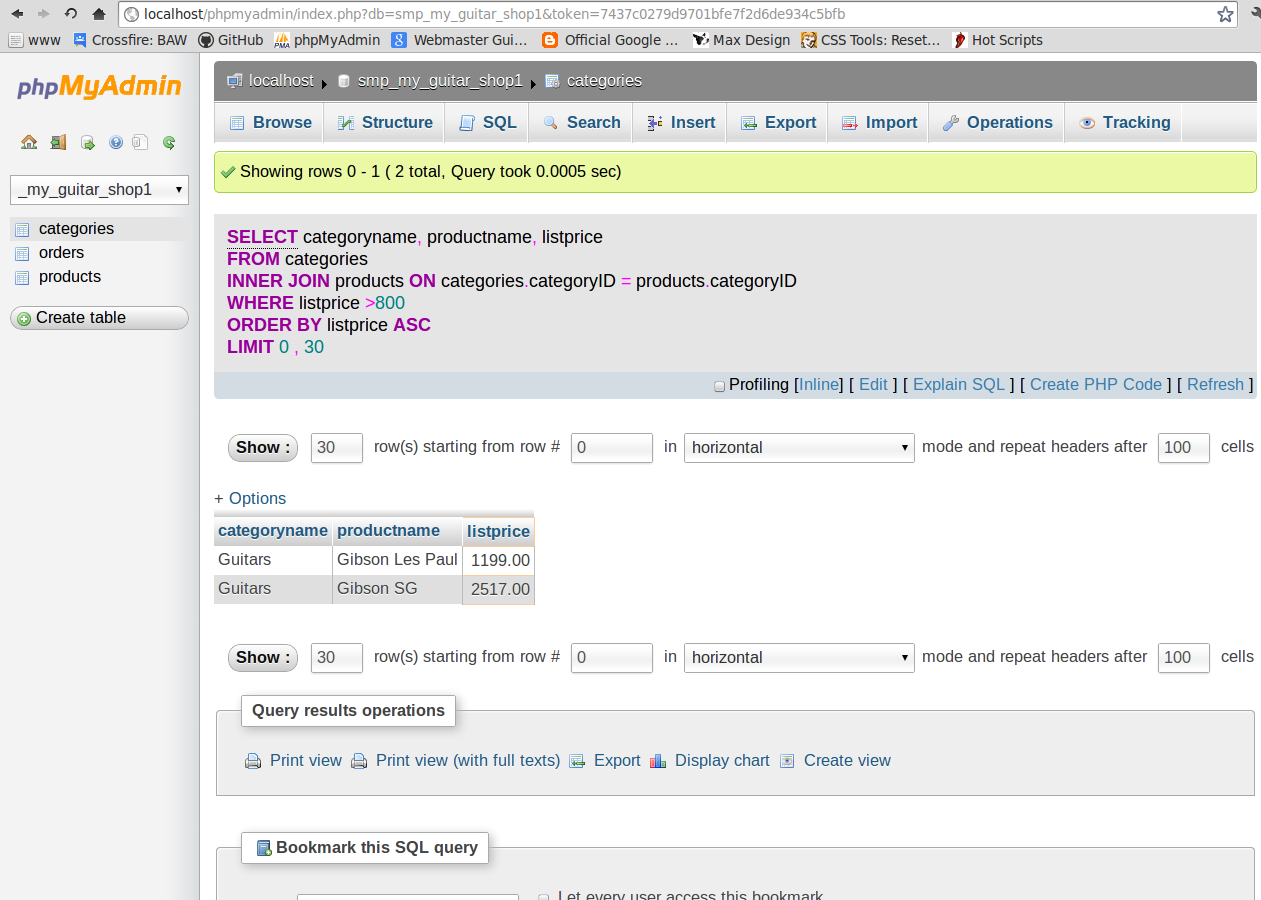 localhost/phpmyadmin/index.php?db=smp_my_guitar_shop1&token=7437c0279d9701bfe7f2d6de934c5bfb
www Crossfire: BAW GitHub phpMyAdmin Webmaster Gui... Official Google ... Max Design CSS Tools: Reset... Hot Scripts
phpMyAdmin
_my_guitar_shop1
categories
orders
products
Create table
localhost smp_my_guitar_shop1 categories
Browse Structure SQL Search Insert Export Import Operations Tracking
Showing rows 0 - 1 ( 2 total, Query took 0.0005 sec)
SELECT categoryname, productname, listprice
FROM categories
INNER JOIN products ON categories.categoryID = products.categoryID
WHERE listprice >800
ORDER BY listprice ASC
LIMIT 0 , 30
Profiling [Inline] [ Edit ] [ Explain SQL ] [ Create PHP Code ] [ Refresh ]
Show : 30 row(s) starting from row # 0 in horizontal mode and repeat headers after 100 cells
+ Options
categoryname productname listprice
Guitars Gibson Les Paul 1199.00
Guitars Gibson SG 2517.00
Show : 30 row(s) starting from row # 0 in horizontal mode and repeat headers after 100 cells
Query results operations
Print view Print view (with full texts) Export Display chart Create view
Bookmark this SQL query
Let every user access this bookmark